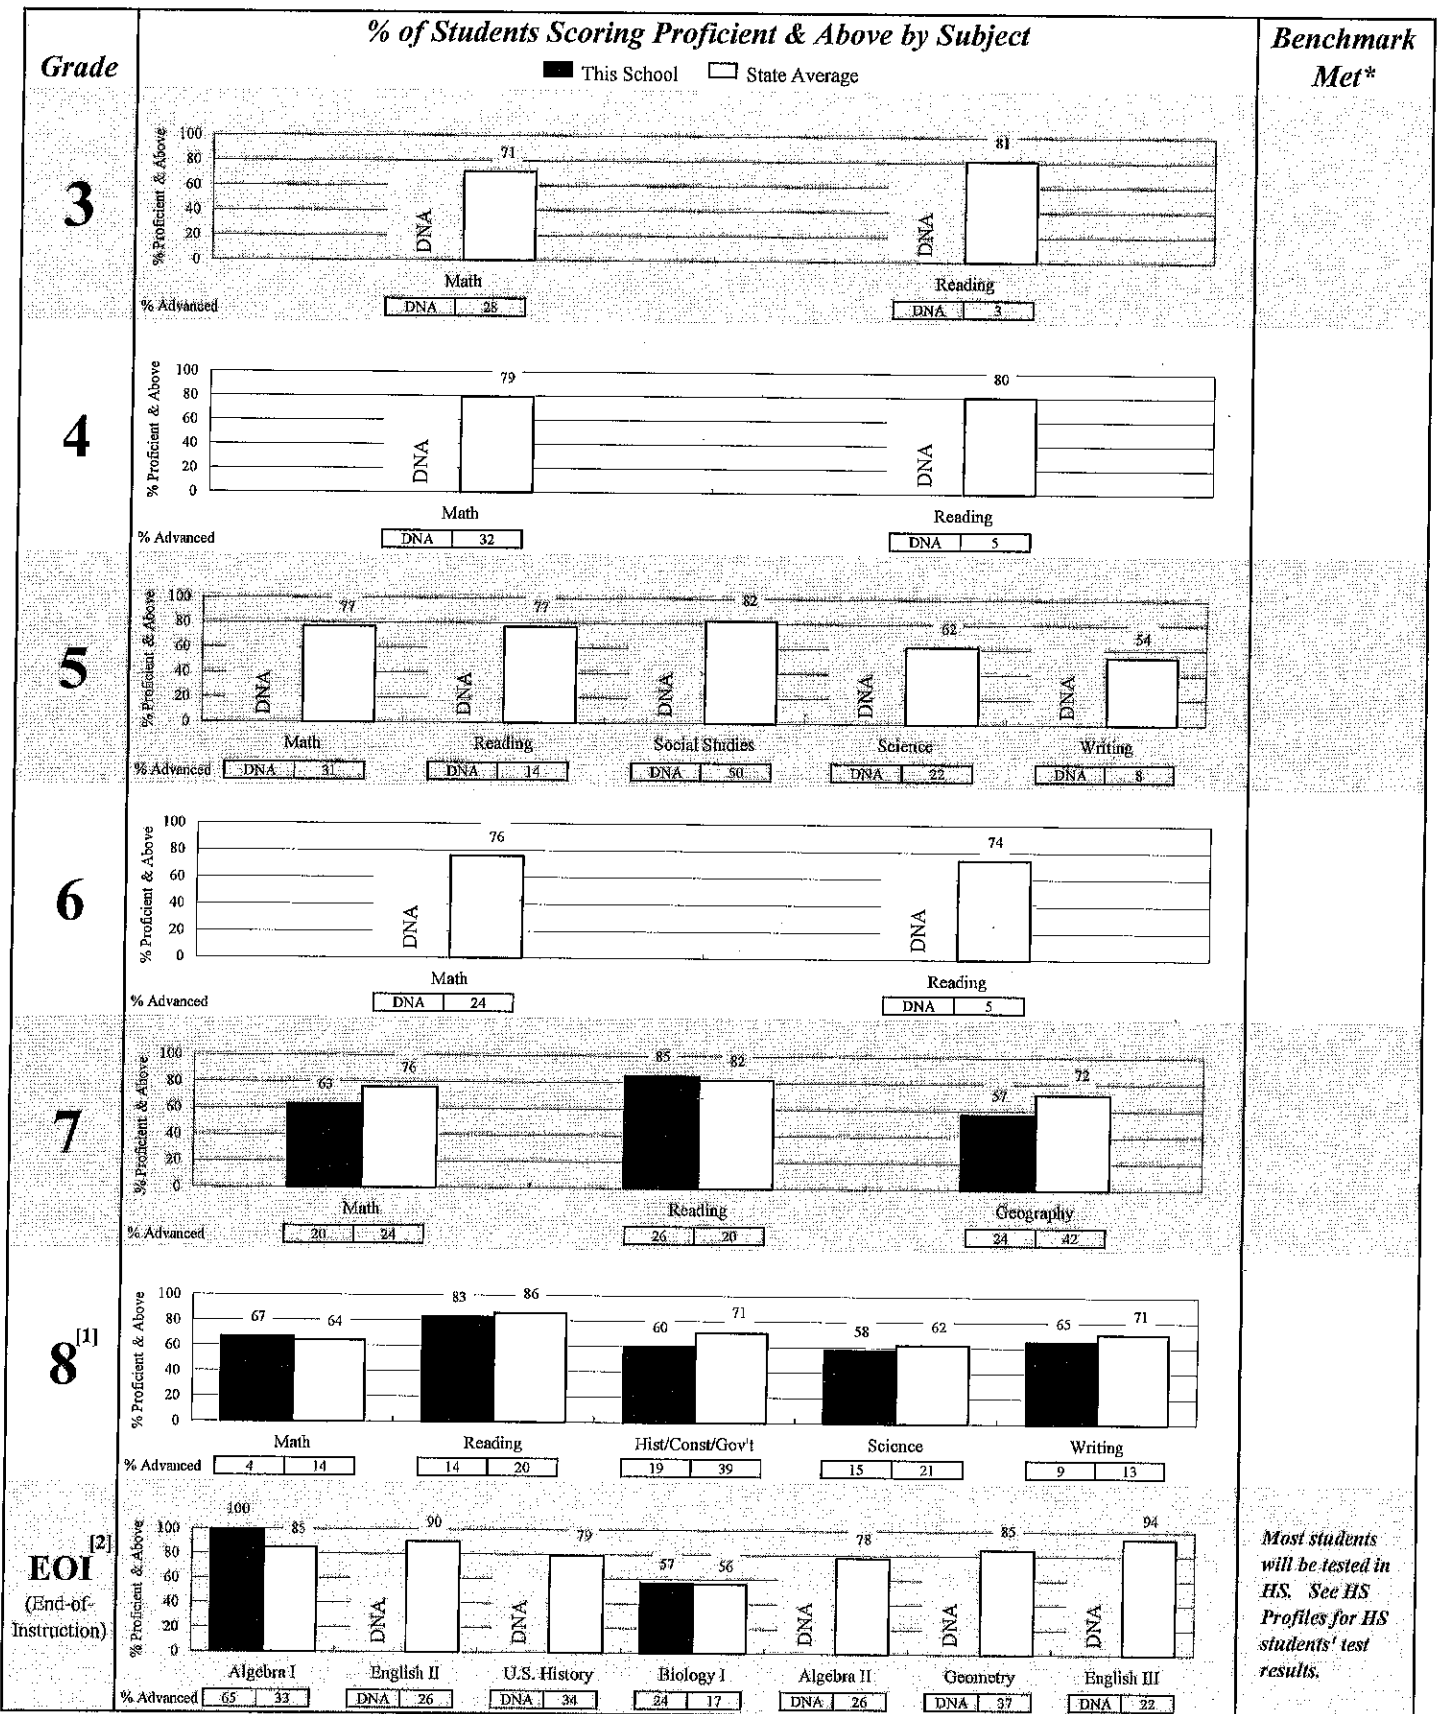 % of Students Scoring Proficient & Above by Subject
Grade
This School State Average
Benchmark
Met*
3
% Proficient & Above
100
80
60
40
20
0
DNA 71
DNA 81
Math Reading
% Advanced DNA 28 DNA 3
4
% Proficient & Above
100
80
60
40
20
0
DNA 79
DNA 80
Math Reading
% Advanced DNA 32 DNA 5
5
% Proficient & Above
100
80
60
40
20
0
DNA 77
DNA 77
DNA 82
DNA 62
DNA 54
Math Reading Social Studies Science Writing
% Advanced DNA 31 DNA 14 DNA 50 DNA 22 DNA 8
6
% Proficient & Above
100
80
60
40
20
0
DNA 76
DNA 74
Math Reading
% Advanced DNA 24 DNA 5
7
% Proficient & Above
100
80
60
40
20
0
63 76
85 82
57 72
Math Reading Geography
% Advanced 20 24 26 20 24 42
8[1]
% Proficient & Above
100
80
60
40
20
0
67 64
83 86
60 71
58 62
65 71
Math Reading Hist/Const/Gov't Science Writing
% Advanced 4 14 14 20 19 39 15 21 9 13
EOI[2]
(End-of-
Instruction)
% Proficient & Above
100
80
60
40
20
0
100 85
DNA 90
DNA 79
57 56
DNA 78
DNA 85
DNA 94
Algebra I English II U.S. History Biology I Algebra II Geometry English III
% Advanced 65 33 DNA 26 DNA 34 24 17 DNA 26 DNA 37 DNA 22
Most students
will be tested in
HS. See HS
Profiles for HS
students' test
results.